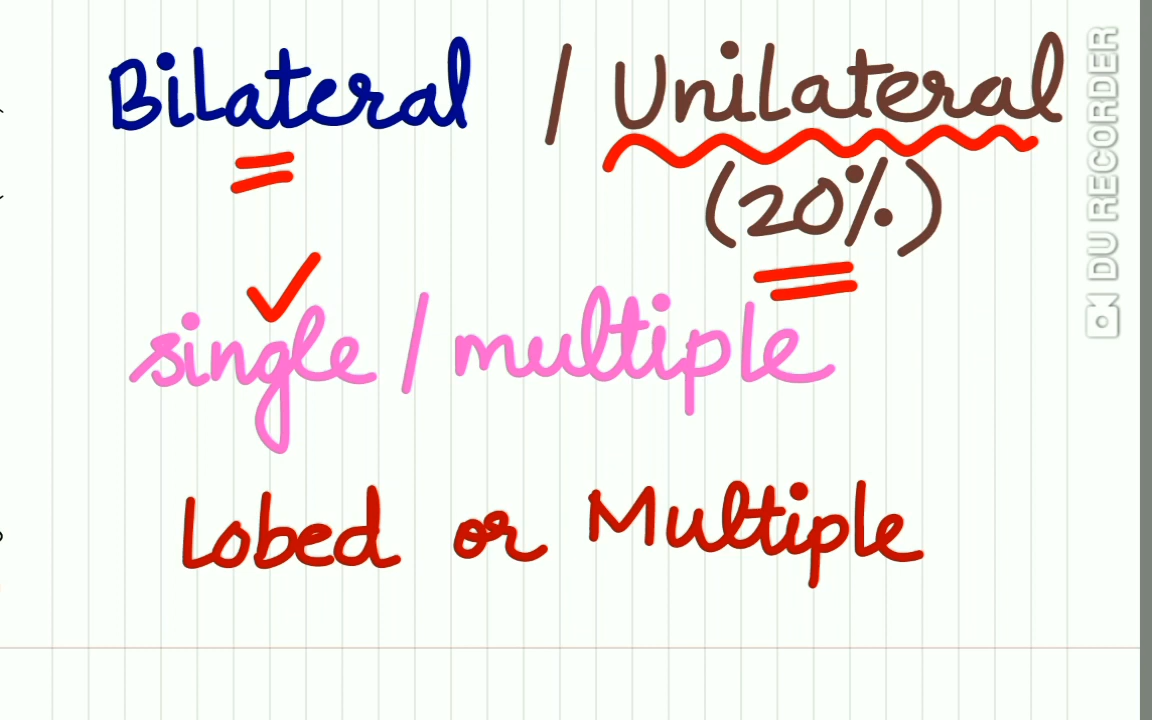 Bilateral / Unilateral
(20%)
single / multiple
Lobed or Multiple
DU RECORDER